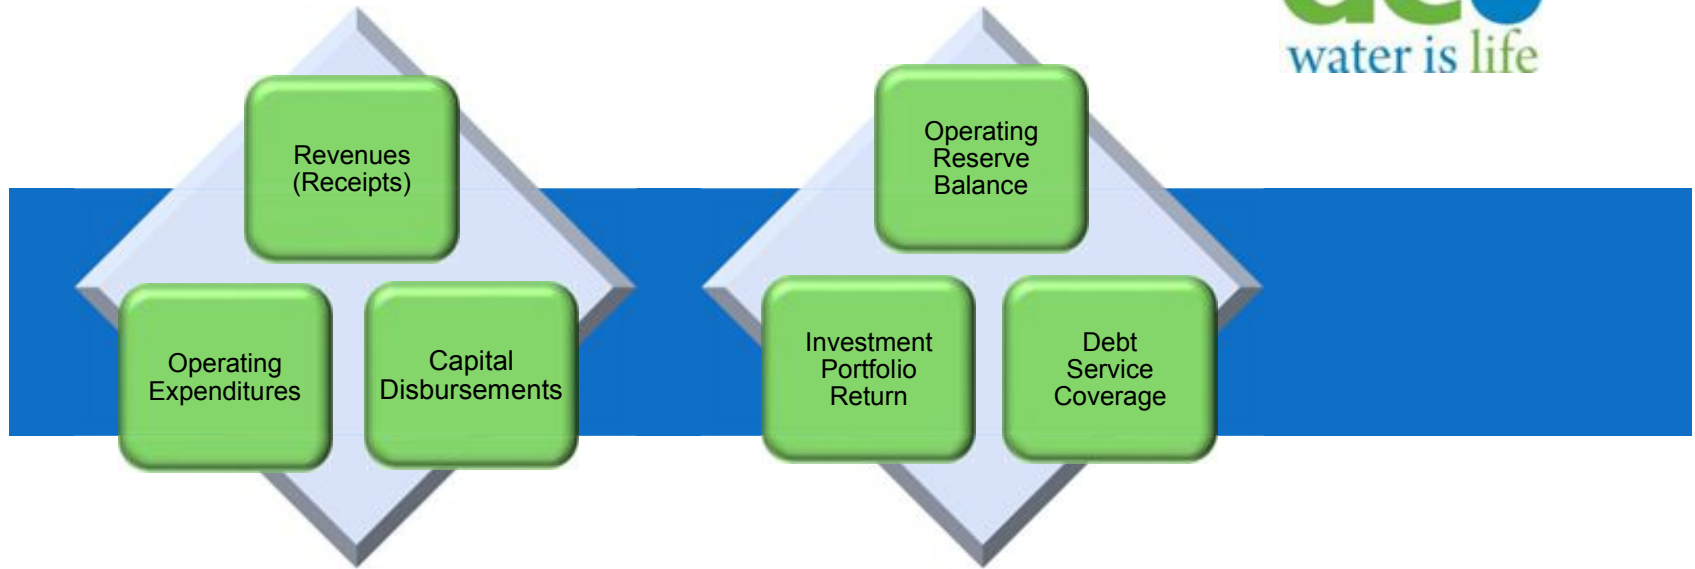 water is life
Revenues
(Receipts)
Operating
Expenditures
Capital
Disbursements
Operating
Reserve
Balance
Investment
Portfolio
Return
Debt
Service
Coverage